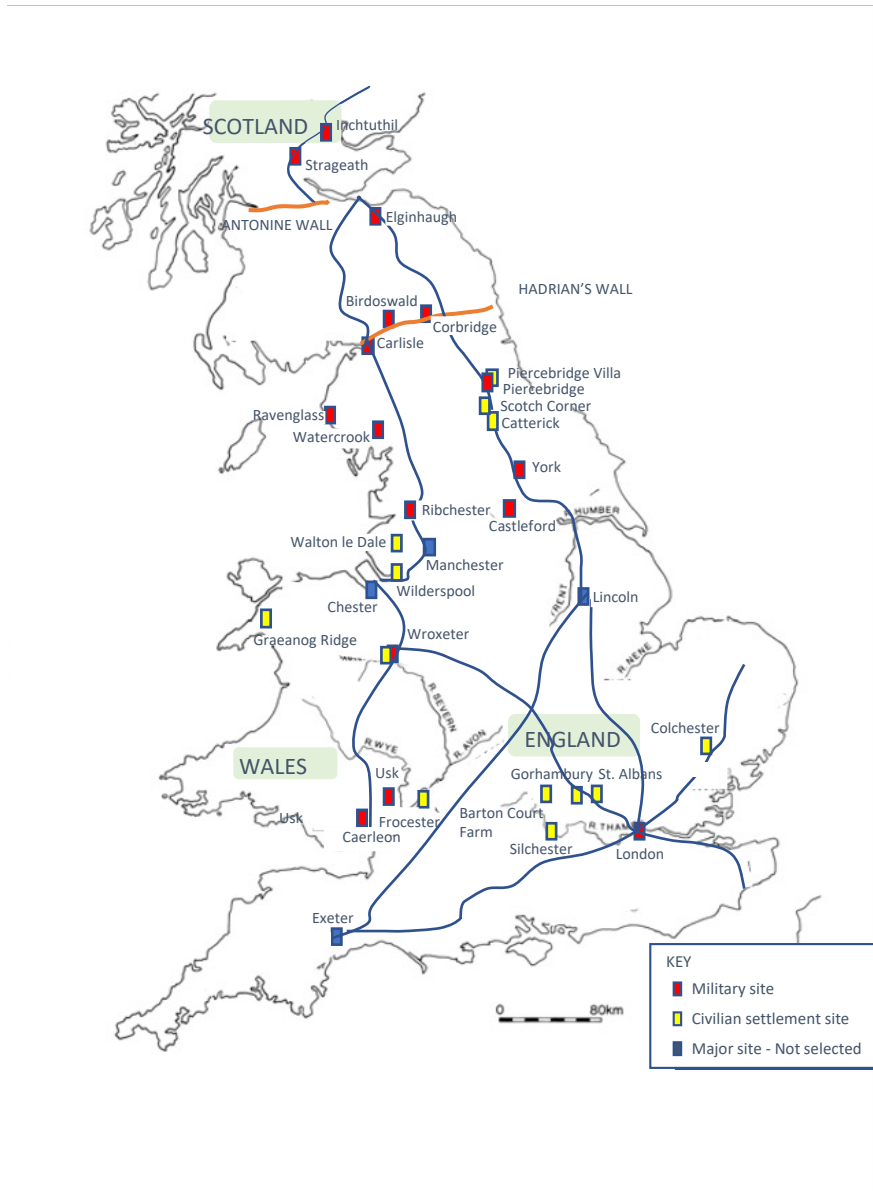 SCOTLAND
Inchtuthil
Strageath
ANTONINE WALL
Elginhaugh
HADRIAN'S WALL
Birdoswald
Corbridge
Carlisle
Piercebridge Villa
Piercebridge
Scotch Corner
Catterick
Ravenglass
Watercrook
York
Ribchester
Castleford
R. HUMBER
Walton le Dale
Manchester
Wilderspool
Chester
Lincoln
TRENT
Graeanog Ridge
Wroxeter
R. NENE
R. SEVERN
R. AVON
R. WYE
Colchester
ENGLAND
WALES
Usk
Gorhambury St. Albans
Usk
Frocester
Barton Court
Farm
Caerleon
R. THAM
Silchester
London
Exeter
KEY
Military site
Civilian settlement site
Major site - Not selected
0 80km